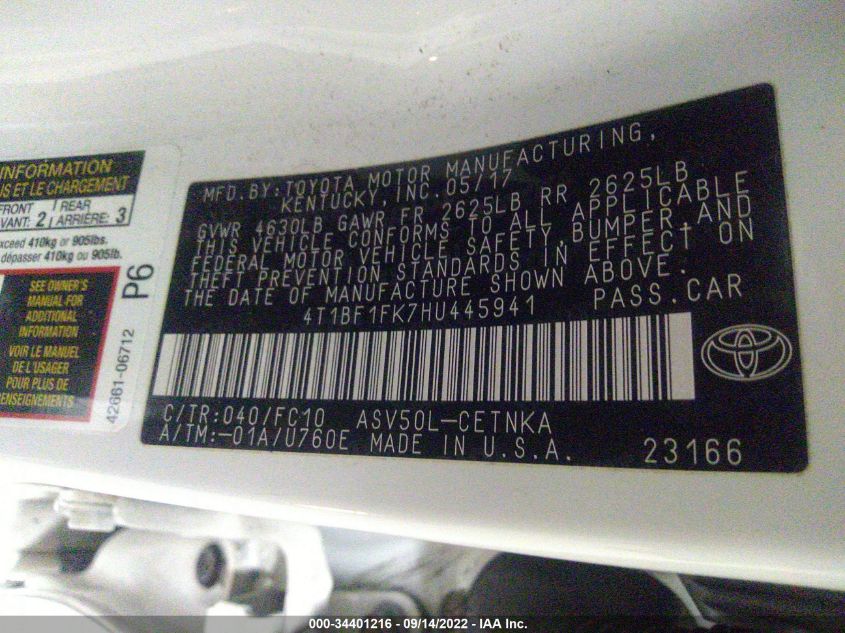 INFORMATION
US ET LE CHARGEMENT
FRONT
VANT: 2
REAR
ARRIÈRE: 3
xceed 410kg or 905lbs.
dépasser 410kg ou 905lb.
SEE OWNER'S
MANUAL FOR
ADDITIONAL
INFORMATION
VOIR LE MANUEL
DE L'USAGER
POUR PLUS DE
RENSEIGNEMENTS
P6
42661-06712
MFD.BY:TOYOTA MOTOR MANUFACTURING,
KENTUCKY,INC.05/17
GVWR 4630LB GAWR FR 2625LB RR 2625LB
THIS VEHICLE CONFORMS TO ALL APPLICABLE
FEDERAL MOTOR VEHICLE SAFETY,BUMPER,AND
THEFT PREVENTION STANDARDS IN EFFECT ON
THE DATE OF MANUFACTURE SHOWN ABOVE.
4T1BF1FK7HU445941 PASS.CAR
C/TR:040/FC10 ASV50L-CETNKA
A/TM:-01A/U760E MADE IN U.S.A. 23166
000-34401216 - 09/14/2022 - IAA Inc.